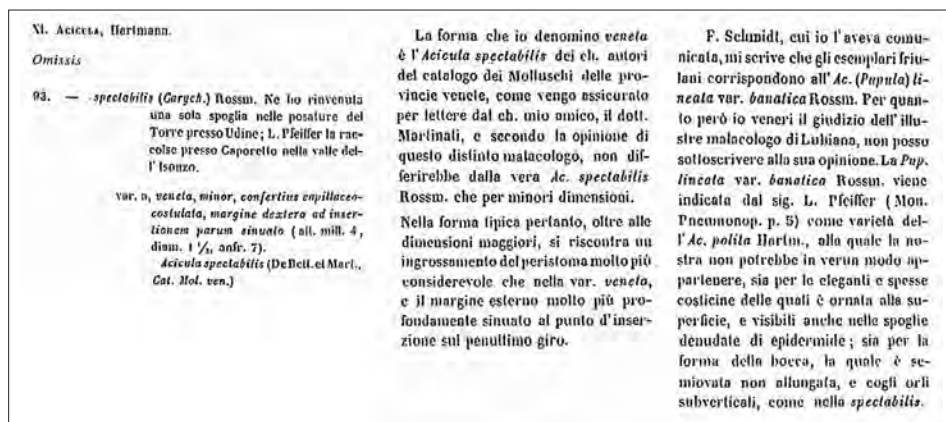 XI. ACICULA, Hartmann.
Omissis
93. — spectabilis (Carych.) Rossm. Ne ho rinvenuta
una sola spoglia nelle posature del
Torre presso Udine; L. Pfeiffer la rac-
colse presso Caporetto nella valle del-
l'Isonzo.
var. n, veneta, minor, confertius capillaceo-
costulata, margine dextero ad inser-
tionem parum sinuato (alt. mill. 4,
diam. 1 1/2, anfr. 7).
Acicula spectabilis (De Bett. et Mart.,
Cat. Mol. ven.)
La forma che io denomino veneta
è l'Acicula spectabilis dei ch. autori
del catalogo dei Molluschi delle pro-
vincie venete, come vengo assicurato
per lettere dal ch. mio amico, il dott.
Martinati, e secondo la opinione di
questo distinto malacologo, non dif-
ferirebbe dalla vera Ac. spectabilis
Rossm. che per minori dimensioni.
Nella forma tipica pertanto, oltre alle
dimensioni maggiori, si riscontra un
ingrossamento del peristoma molto più
considerevole che nella var. veneta,
e il margine esterno molto più pro-
fondamente sinuato al punto d'inser-
zione sul penultimo giro.
F. Schmidt, cui io l'aveva comu-
nicata, mi scrive che gli esemplari friu-
lani corrispondono all'Ac. (Pupula) li-
neata var. banatica Rossm. Per quan-
to però io veneri il giudizio dell'illu-
stre malacologo di Lubiana, non posso
sottoscrivere alla sua opinione. La Pup.
lineata var. banatica Rossm. viene
indicata dal sig. L. Pfeiffer (Mon.
Pneumonop. p. 5) come varietà del-
l'Ac. polita Hartm., alla quale la no-
stra non potrebbe in verun modo ap-
partenere, sia per le eleganti e spesse
costicine delle quali è ornata alla su-
perficie, e visibili anche nelle spoglie
denudate di epidermide; sia per la
forma della bocca, la quale è se-
miovata non allungata, e cogli orli
subverticali, come nella spectabilis.